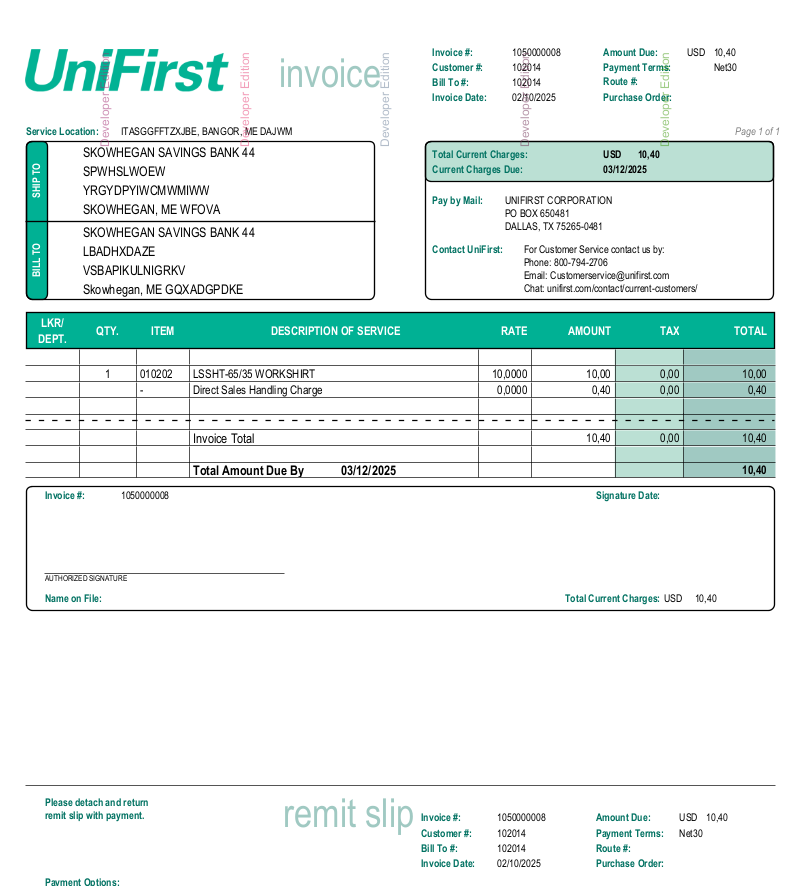 UniFirst
invoice
Invoice #: 1050000008 Amount Due: USD 10,40
Customer #: 102014 Payment Terms: Net30
Bill To #: 102014 Route #:
Invoice Date: 02/10/2025 Purchase Order:
Developer Edition Developer Edition Developer Edition Developer Edition Developer Edition
Service Location: ITASGGFFTZXJBE, BANGOR, ME DAJWM
Page 1 of 1
SHIP TO
SKOWHEGAN SAVINGS BANK 44
SPWHSLWOEW
YRGYDPYIWCMWMIWW
SKOWHEGAN, ME WFOVA
BILL TO
SKOWHEGAN SAVINGS BANK 44
LBADHXDAZE
VSBAPIKULNIGRKV
Skowhegan, ME GQXADGPDKE
Total Current Charges: USD 10,40
Current Charges Due: 03/12/2025
Pay by Mail: UNIFIRST CORPORATION
PO BOX 650481
DALLAS, TX 75265-0481
Contact UniFirst: For Customer Service contact us by:
Phone: 800-794-2706
Email: Customerservice@unifirst.com
Chat: unifirst.com/contact/current-customers/
LKR/ DEPT. QTY. ITEM DESCRIPTION OF SERVICE RATE AMOUNT TAX TOTAL
1 010202 LSSHT-65/35 WORKSHIRT 10,0000 10,00 0,00 10,00
- Direct Sales Handling Charge 0,0000 0,40 0,00 0,40
Invoice Total 10,40 0,00 10,40
Total Amount Due By 03/12/2025 10,40
Invoice #: 1050000008 Signature Date:
AUTHORIZED SIGNATURE
Name on File: Total Current Charges: USD 10,40
Please detach and return
remit slip with payment.
remit slip
Invoice #: 1050000008 Amount Due: USD 10,40
Customer #: 102014 Payment Terms: Net30
Bill To #: 102014 Route #:
Invoice Date: 02/10/2025 Purchase Order:
Payment Options: